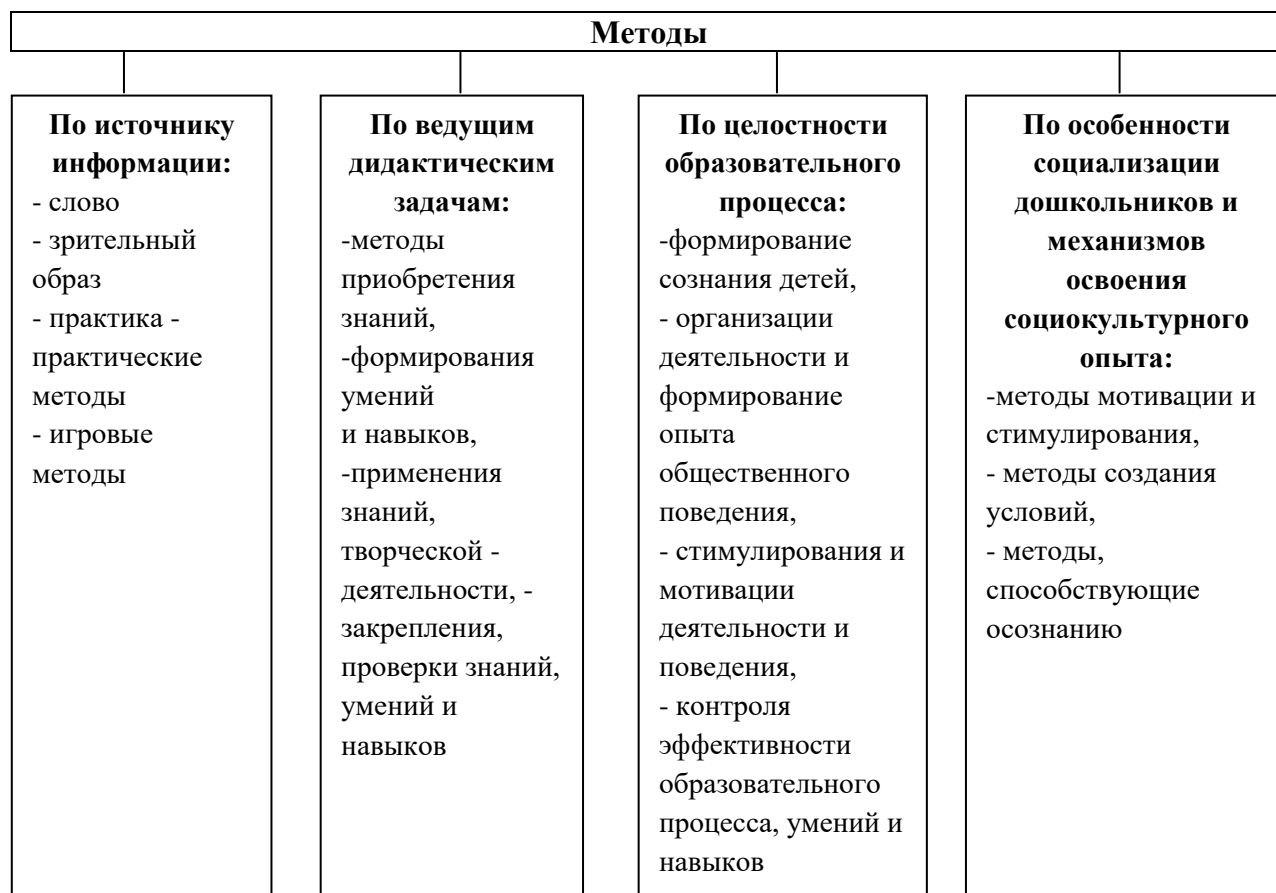 Методы
По источнику
информации:
- слово
- зрительный
образ
- практика -
практические
методы
- игровые
методы
По ведущим
дидактическим
задачам:
-методы
приобретения
знаний,
-формирования
умений
и навыков,
-применения
знаний,
творческой -
деятельности, -
закрепления,
проверки знаний,
умений и
навыков
По целостности
образовательного
процесса:
-формирование
сознания детей,
- организации
деятельности и
формирование
опыта
общественного
поведения,
- стимулирования и
мотивации
деятельности и
поведения,
- контроля
эффективности
образовательного
процесса, умений и
навыков
По особенности
социализации
дошкольников и
механизмов
освоения
социокультурного
опыта:
-методы мотивации и
стимулирования,
- методы создания
условий,
- методы,
способствующие
осознанию